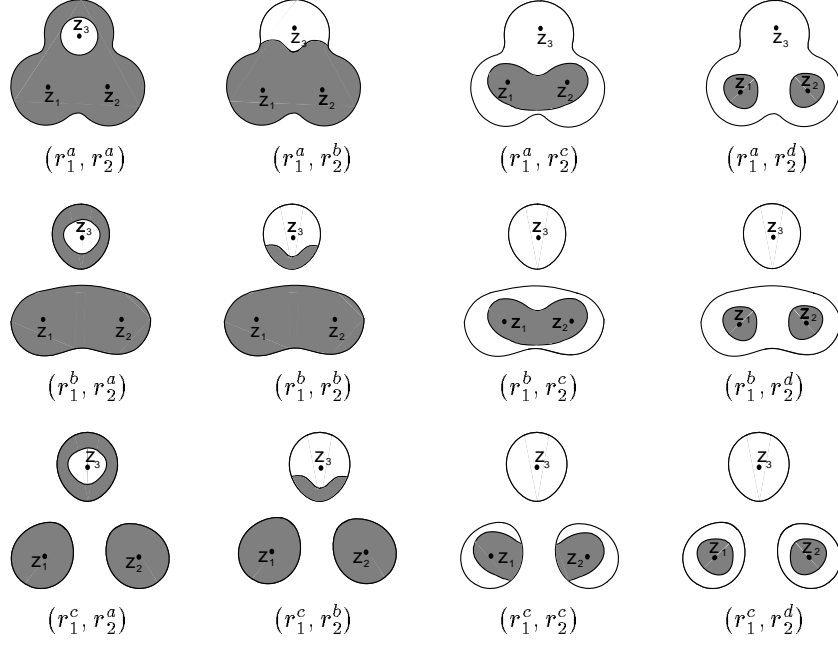 z₃ z₃ z₃ z₃
z₁ z₂ z₁ z₂ z₁ z₂ z₁ z₂
(r₁ᵃ, r₂ᵃ) (r₁ᵃ, r₂ᵇ) (r₁ᵃ, r₂ᶜ) (r₁ᵃ, r₂ᵈ)
z₃ z₃ z₃ z₃
z₁ z₂ z₁ z₂ z₁ z₂ z₁ z₂
(r₁ᵇ, r₂ᵃ) (r₁ᵇ, r₂ᵇ) (r₁ᵇ, r₂ᶜ) (r₁ᵇ, r₂ᵈ)
z₃ z₃ z₃ z₃
z₁ z₂ z₁ z₂ z₁ z₂ z₁ z₂
(r₁ᶜ, r₂ᵃ) (r₁ᶜ, r₂ᵇ) (r₁ᶜ, r₂ᶜ) (r₁ᶜ, r₂ᵈ)